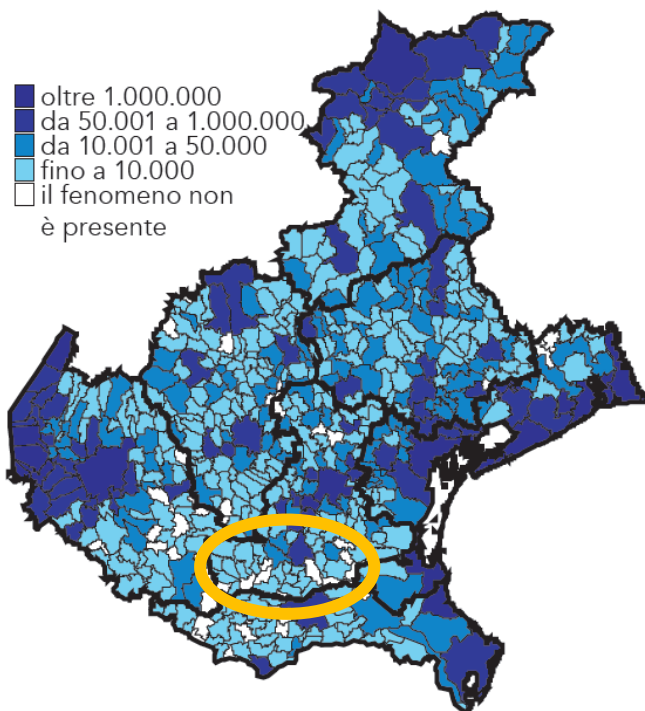 oltre 1.000.000
da 50.001 a 1.000.000
da 10.001 a 50.000
fino a 10.000
il fenomeno non
è presente